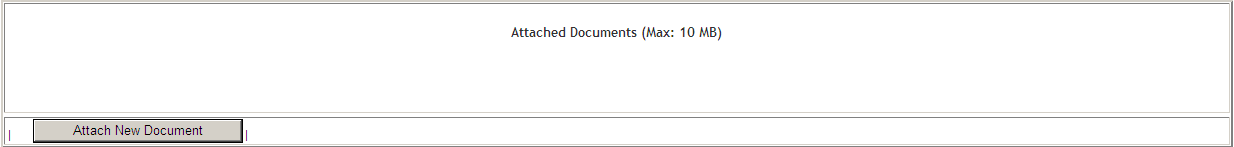 Attached Documents (Max: 10 MB)
| Attach New Document |